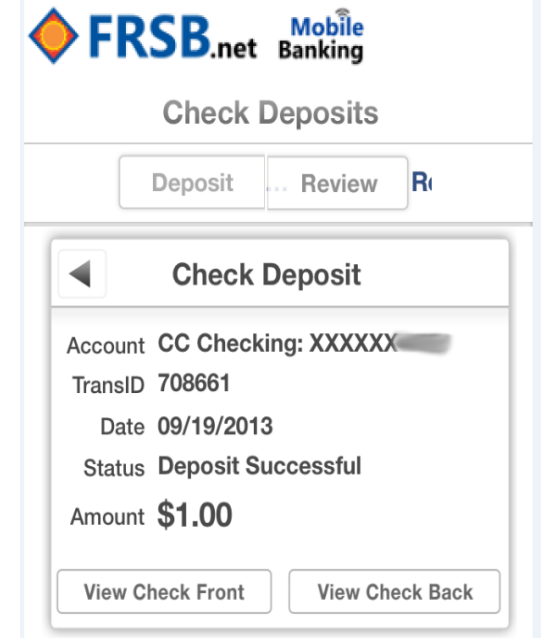 FRSB.net Mobile Banking
Check Deposits
Deposit ... Review
Check Deposit
Account CC Checking: XXXXXX
TransID 708661
Date 09/19/2013
Status Deposit Successful
Amount $1.00
View Check Front View Check Back